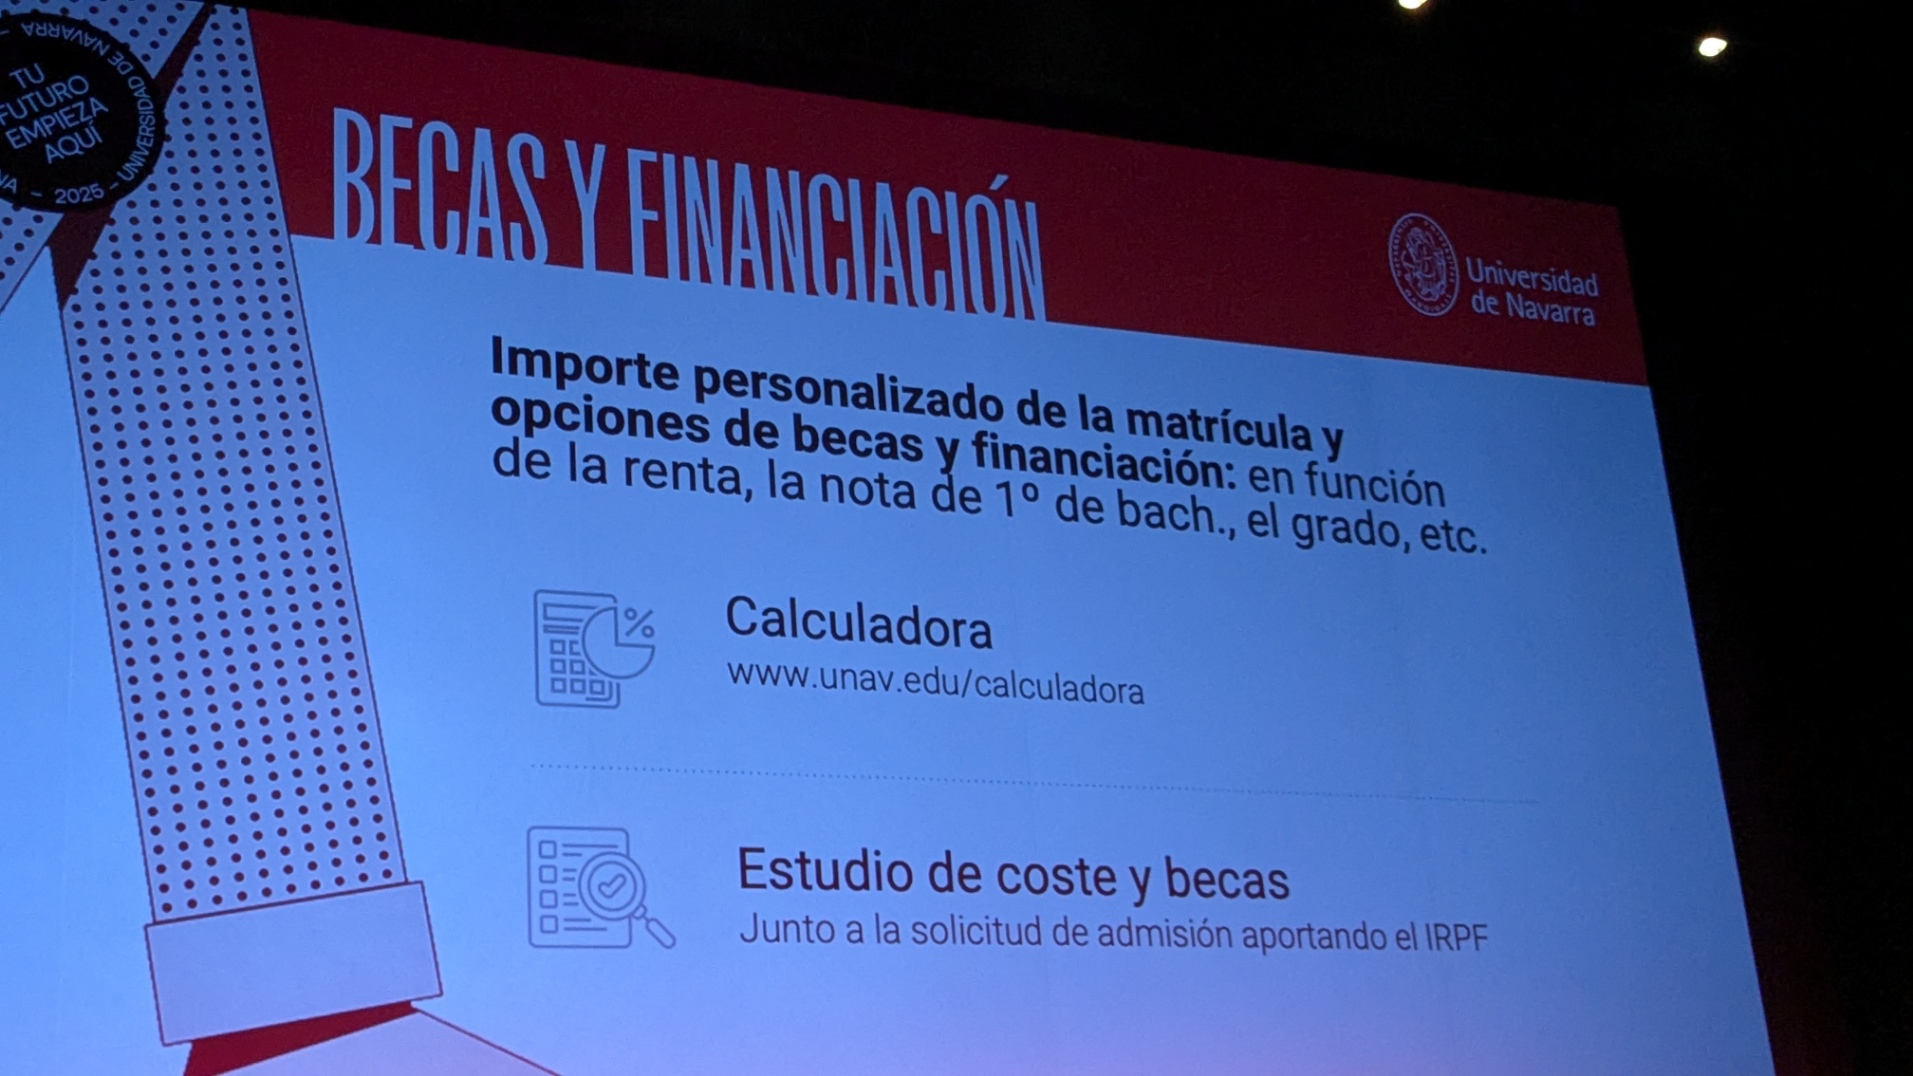 TU
FUTURO
EMPIEZA
AQUÍ
NAVARRA - 2025 - UNIVERSIDAD DE NAVARRA -
BECAS Y FINANCIACIÓN
Universidad
de Navarra
Importe personalizado de la matrícula y
opciones de becas y financiación: en función
de la renta, la nota de 1º de bach., el grado, etc.
%
Calculadora
www.unav.edu/calculadora
Estudio de coste y becas
Junto a la solicitud de admisión aportando el IRPF